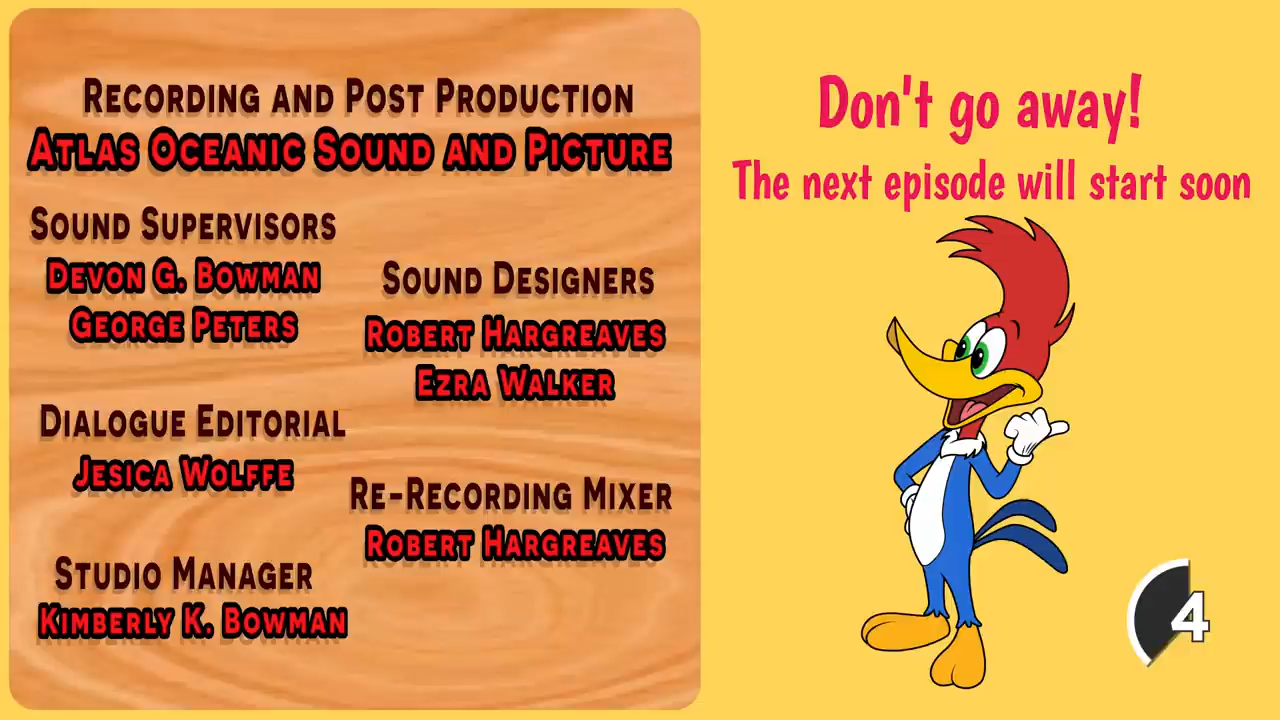 Recording and Post Production
Atlas Oceanic Sound and Picture
Sound Supervisors
Devon G. Bowman
George Peters
Sound Designers
Robert Hargreaves
Ezra Walker
Dialogue Editorial
Jesica Wolffe
Re-Recording Mixer
Robert Hargreaves
Studio Manager
Kimberly K. Bowman
Don't go away!
The next episode will start soon
4